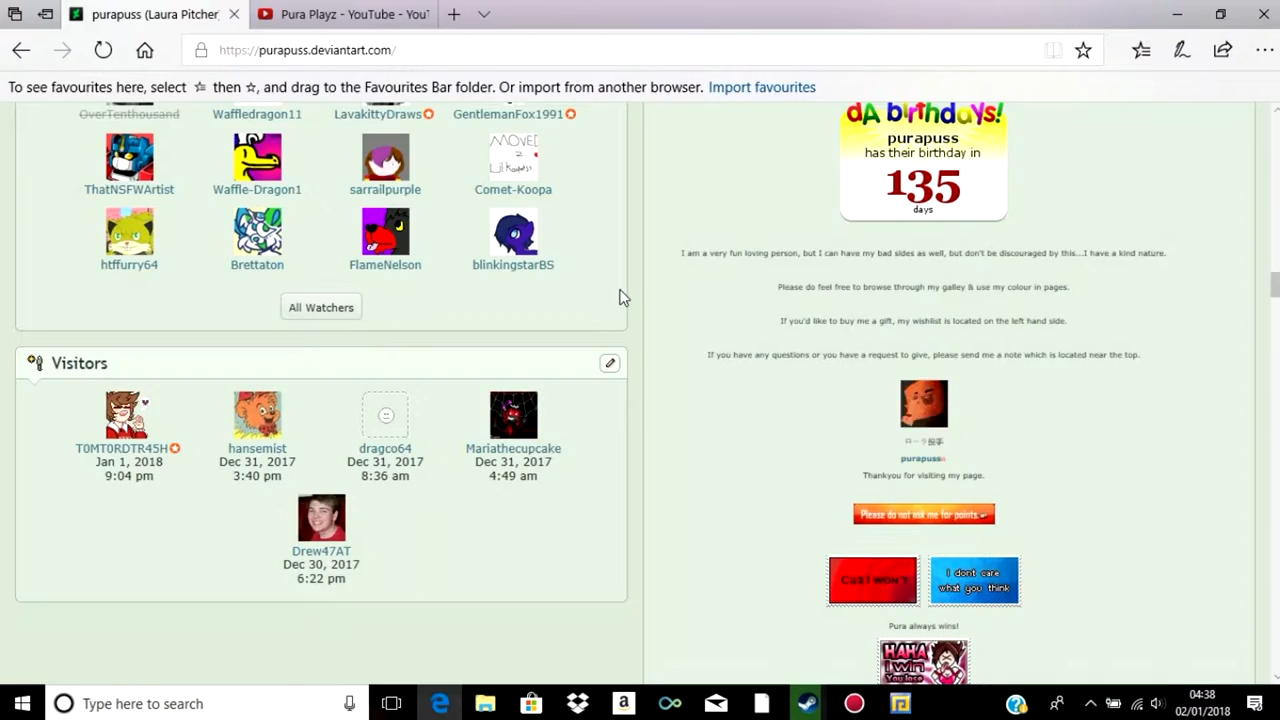 purapuss (Laura Pitcher)
Pura Playz - YouTube - YouT
https://purapuss.deviantart.com/
To see favourites here, select ☆ then ☆, and drag to the Favourites Bar folder. Or import from another browser. Import favourites
OverTenthousand
Waffledragon11
LavakittyDraws
GentlemanFox1991
MOVED
2
ThatNSFWArtist
Waffle-Dragon1
sarrailpurple
Comet-Koopa
htffurry64
Brettaton
FlameNelson
blinkingstarBS
All Watchers
Visitors
T0MT0RDTR45H
hansemist
dragco64
Mariathecupcake
Jan 1, 2018
Dec 31, 2017
Dec 31, 2017
Dec 31, 2017
9:04 pm
3:40 pm
8:36 am
4:49 am
Drew47AT
Dec 30, 2017
6:22 pm
dA birthdays!
purapuss
has their birthday in
135
days
I am a very fun loving person, but I can have my bad sides as well, but don't be discouraged by this...I have a kind nature.
Please do feel free to browse through my galley & use my colour in pages.
If you'd like to buy me a gift, my wishlist is located on the left hand side.
If you have any questions or you have a request to give, please send me a note which is located near the top.
purapuss
Thankyou for visiting my page.
Please do not ask me for points.
Cuz I WON'T
I dont care
what you think
Pura always wins!
HAHA
I win
You lose
Type here to search
04:38
02/01/2018